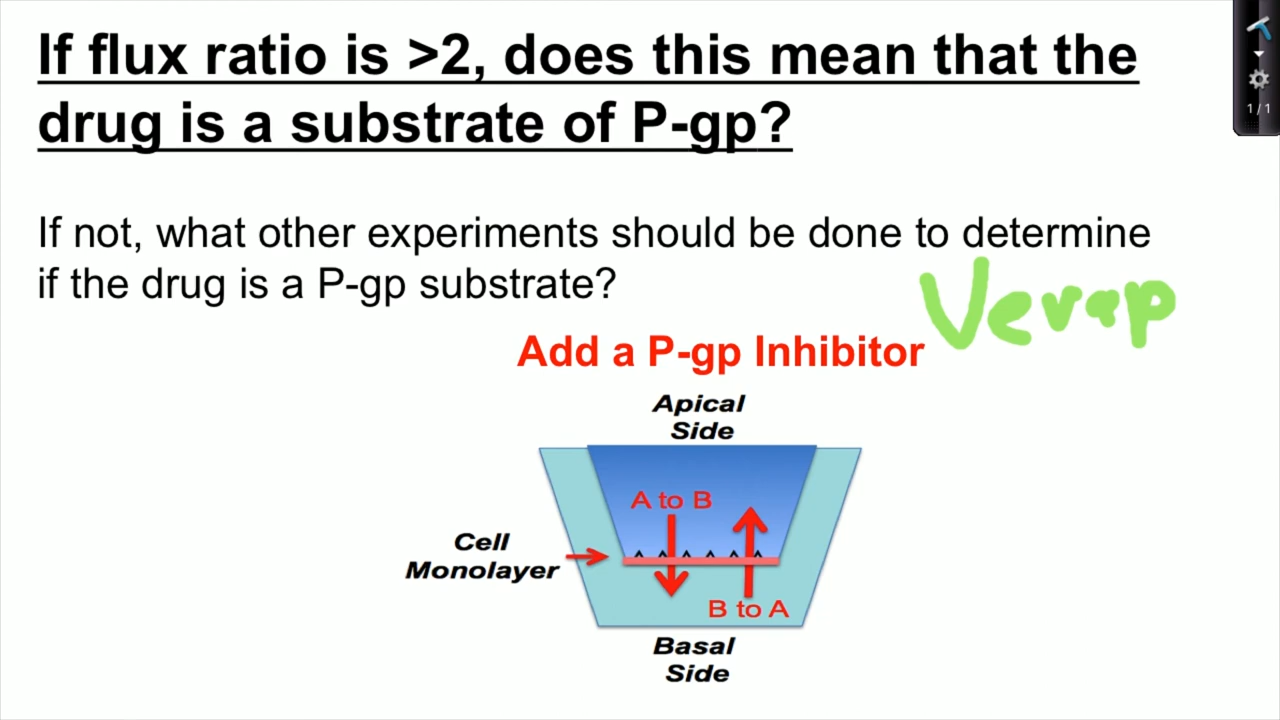 If flux ratio is >2, does this mean that the
drug is a substrate of P-gp?
If not, what other experiments should be done to determine
if the drug is a P-gp substrate?
Verap
Add a P-gp Inhibitor
Apical
Side
A to B
Cell
Monolayer
B to A
Basal
Side
1/1